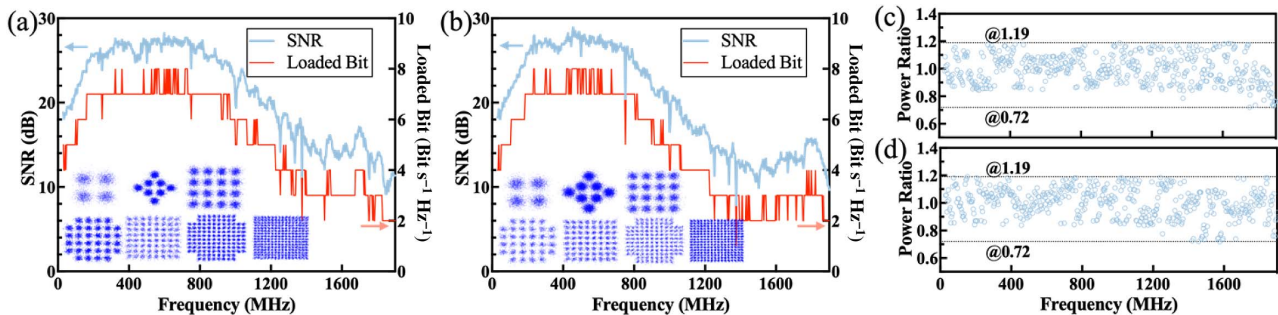 (a)
30
20
10
0
SNR (dB)
SNR
Loaded Bit
10
8
6
4
2
0
Loaded Bit (Bit s⁻¹ Hz⁻¹)
0 400 800 1200 1600
Frequency (MHz)
(b)
30
20
10
0
SNR (dB)
SNR
Loaded Bit
10
8
6
4
2
0
Loaded Bit (Bit s⁻¹ Hz⁻¹)
0 400 800 1200 1600
Frequency (MHz)
(c)
1.4
1.2
1.0
0.8
0.6
Power Ratio
@1.19
@0.72
0 400 800 1200 1600
(d)
1.4
1.2
1.0
0.8
0.6
Power Ratio
@1.19
@0.72
0 400 800 1200 1600
Frequency (MHz)